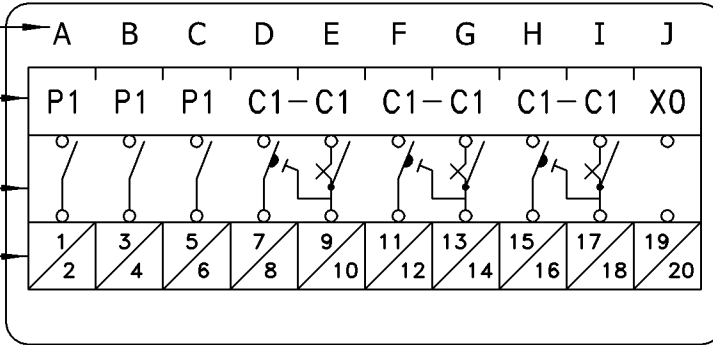 A B C D E F G H I J
P1 P1 P1 C1-C1 C1-C1 C1-C1 X0
1 3 5 7 9 11 13 15 17 19
2 4 6 8 10 12 14 16 18 20